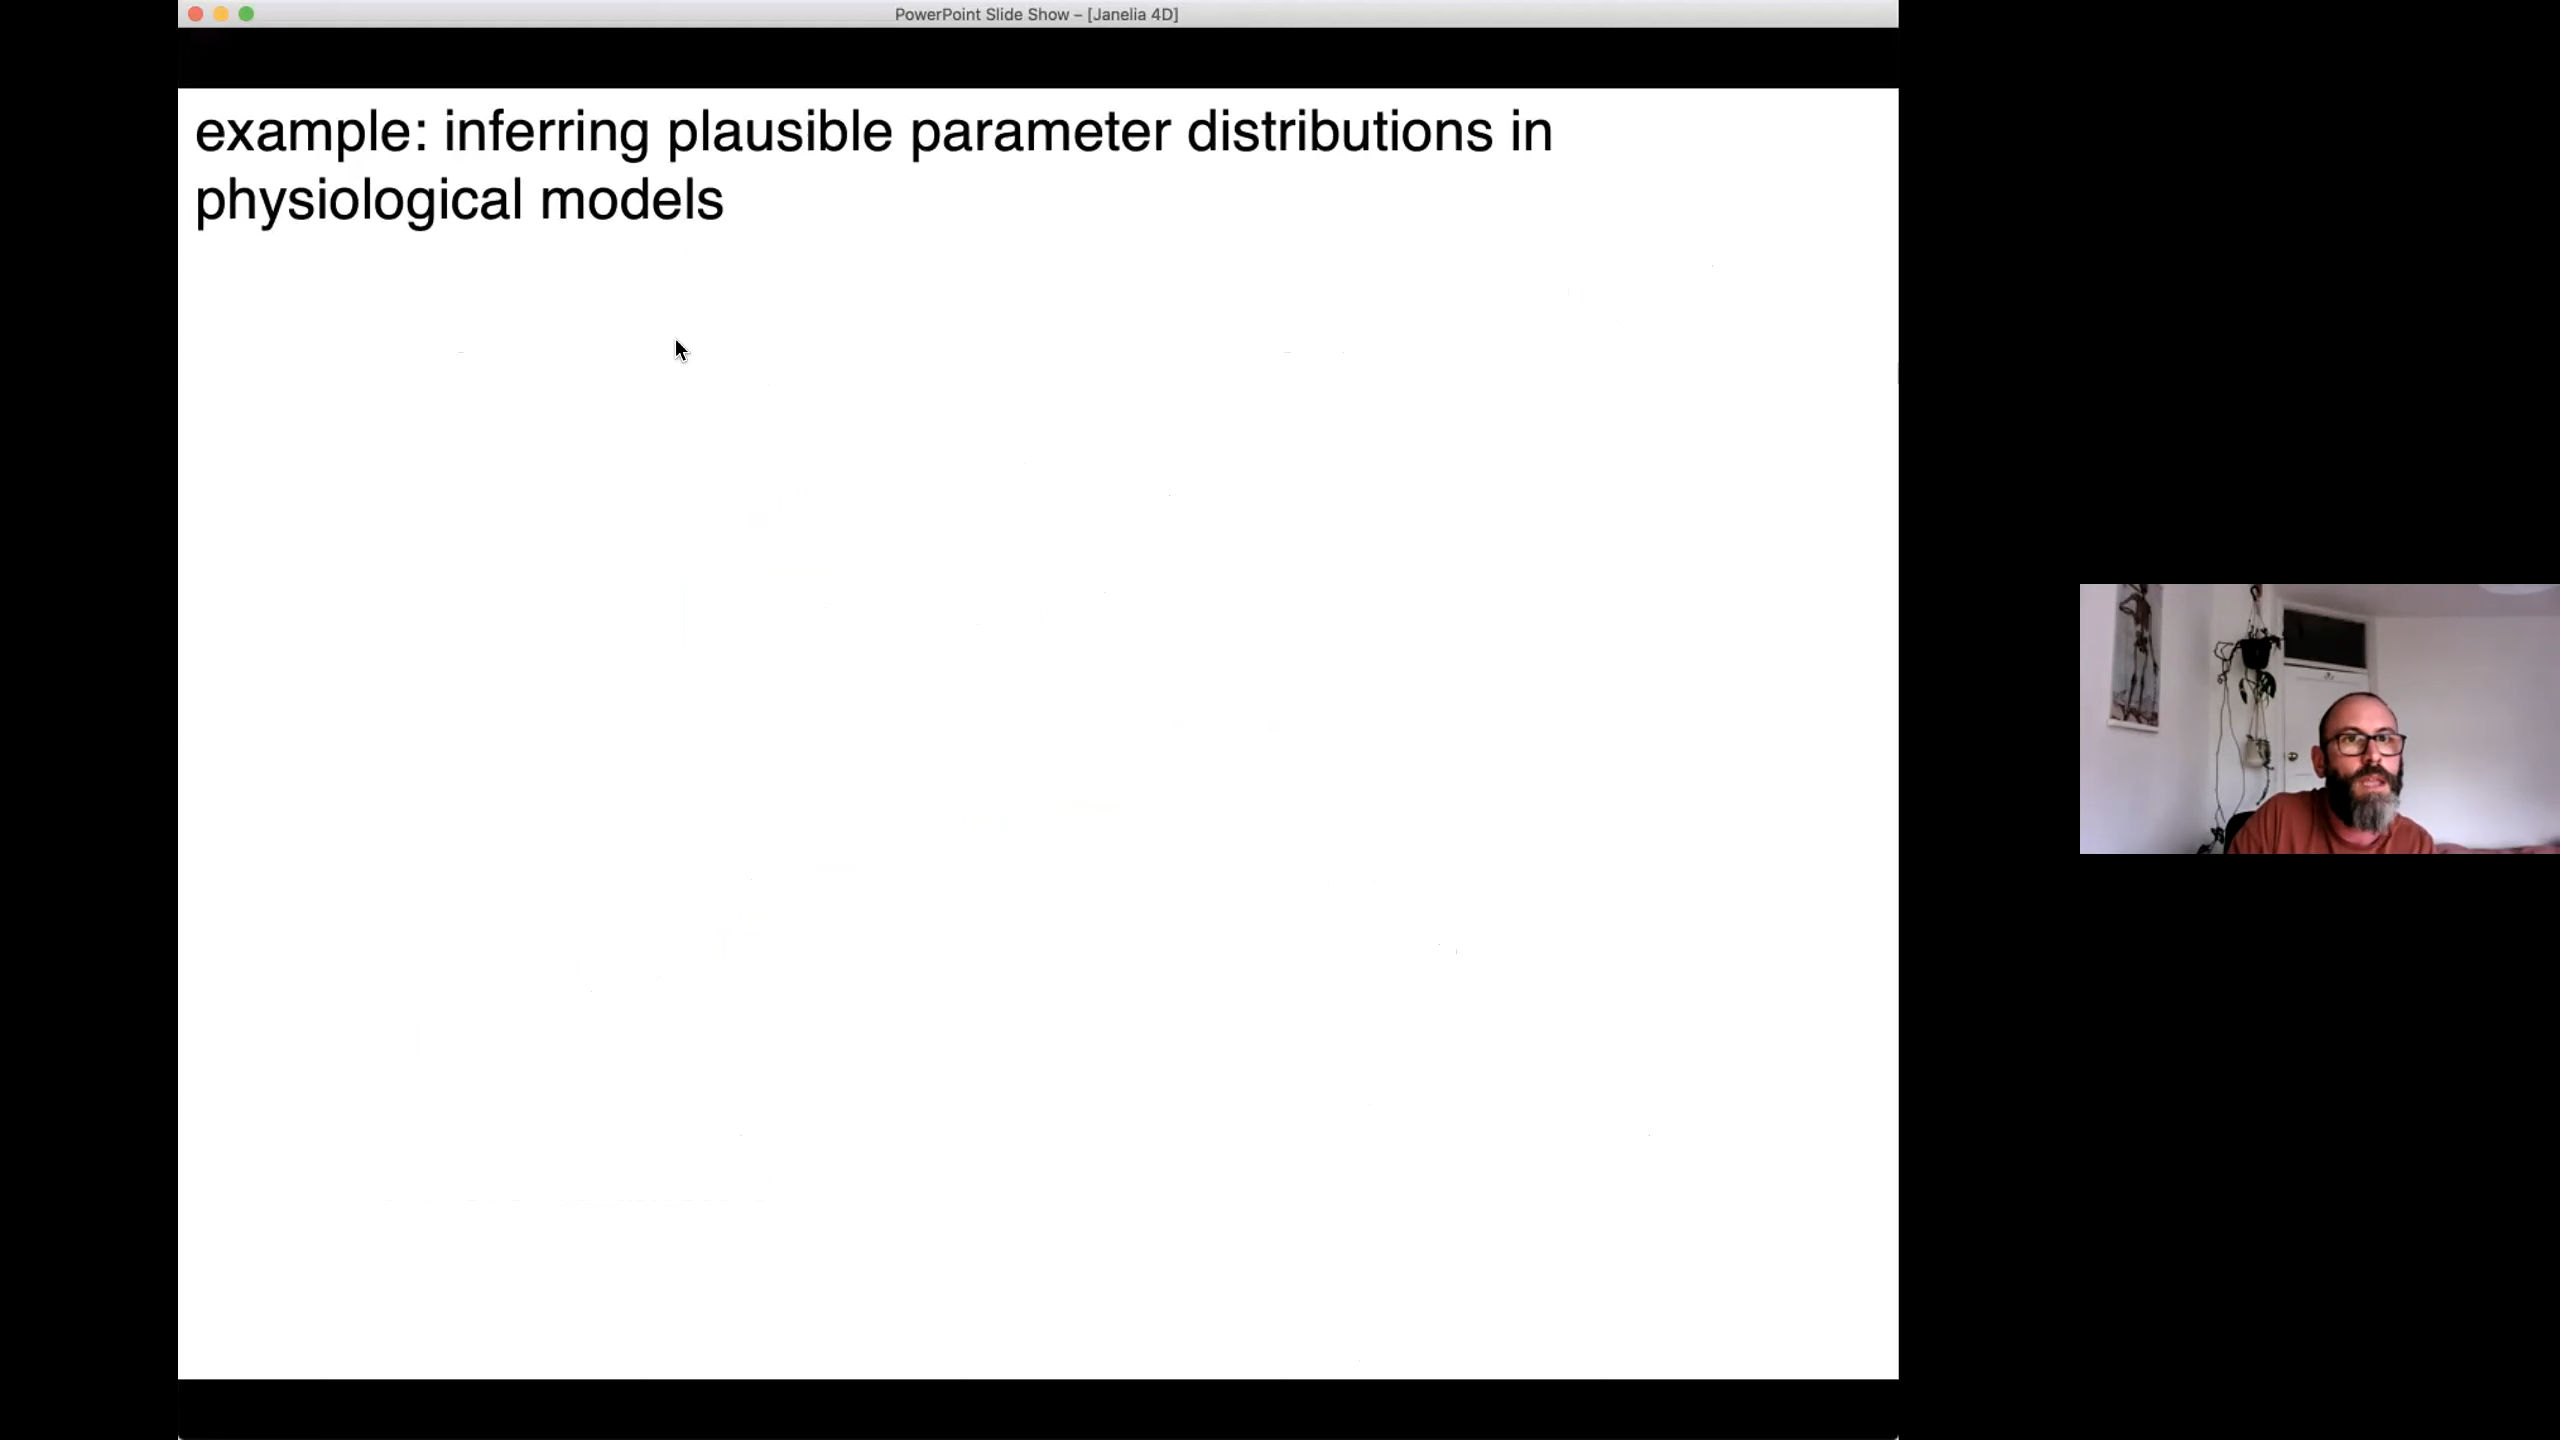 PowerPoint Slide Show – [Janelia 4D]
example: inferring plausible parameter distributions in
physiological models